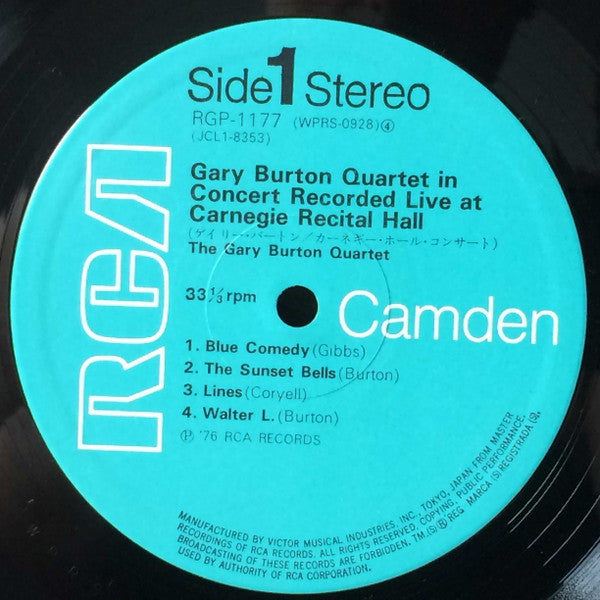 Side 1 Stereo
RGP-1177 (WPRS-0928)④
(JCL1-8353)
Gary Burton Quartet in
Concert Recorded Live at
Carnegie Recital Hall
(ゲイリー・バートン/カーネギー・ホール・コンサート)
The Gary Burton Quartet
33⅓rpm
RCA
Camden
1. Blue Comedy (Gibbs)
2. The Sunset Bells (Burton)
3. Lines (Coryell)
4. Walter L. (Burton)
Ⓟ '76 RCA RECORDS
MANUFACTURED BY VICTOR MUSICAL INDUSTRIES, INC., TOKYO, JAPAN FROM MASTER
RECORDINGS OF RCA RECORDS. ALL RIGHTS RESERVED. COPYING, PUBLIC PERFORMANCE,
BROADCASTING OF THESE RECORDS ARE FORBIDDEN. TM.(S) ® REG. MARCA (S) REGISTRADA (S).
USED BY AUTHORITY OF RCA CORPORATION.